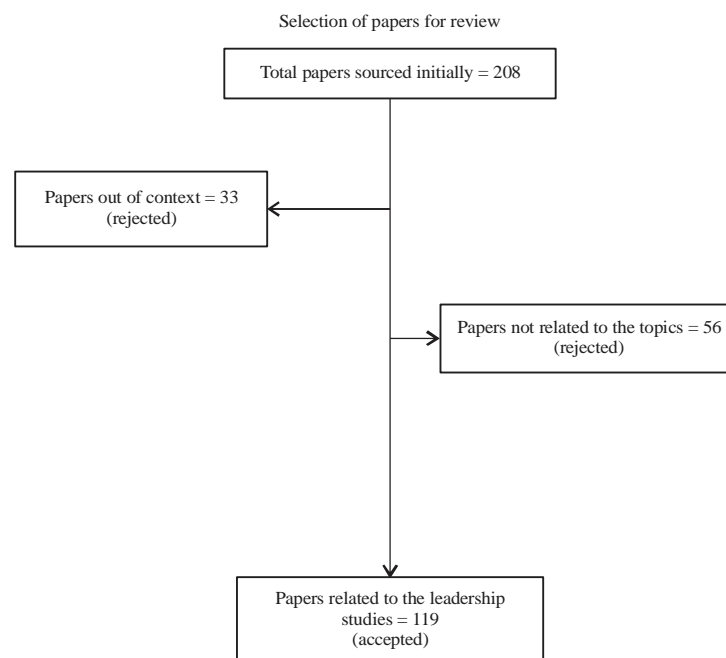 Selection of papers for review
Total papers sourced initially = 208
Papers out of context = 33
(rejected)
Papers not related to the topics = 56
(rejected)
Papers related to the leadership
studies = 119
(accepted)